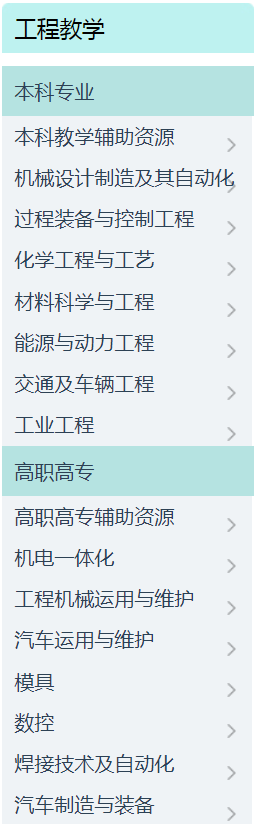 工程教学
本科专业
本科教学辅助资源
机械设计制造及其自动化
过程装备与控制工程
化学工程与工艺
材料科学与工程
能源与动力工程
交通及车辆工程
工业工程
高职高专
高职高专辅助资源
机电一体化
工程机械运用与维护
汽车运用与维护
模具
数控
焊接技术及自动化
汽车制造与装备